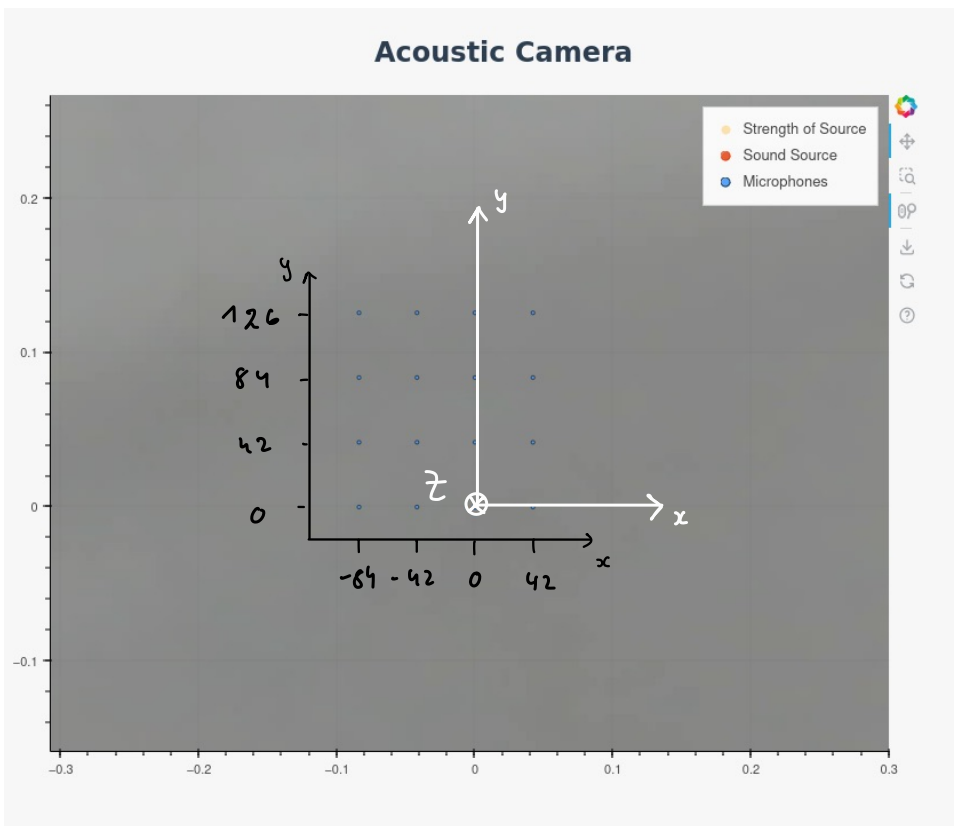 Acoustic Camera
Strength of Source
Sound Source
Microphones
0.2
0.1
0
−0.1
y
y
126
84
42
0
z
x
x
-84 -42 0 42
−0.3 −0.2 −0.1 0 0.1 0.2 0.3